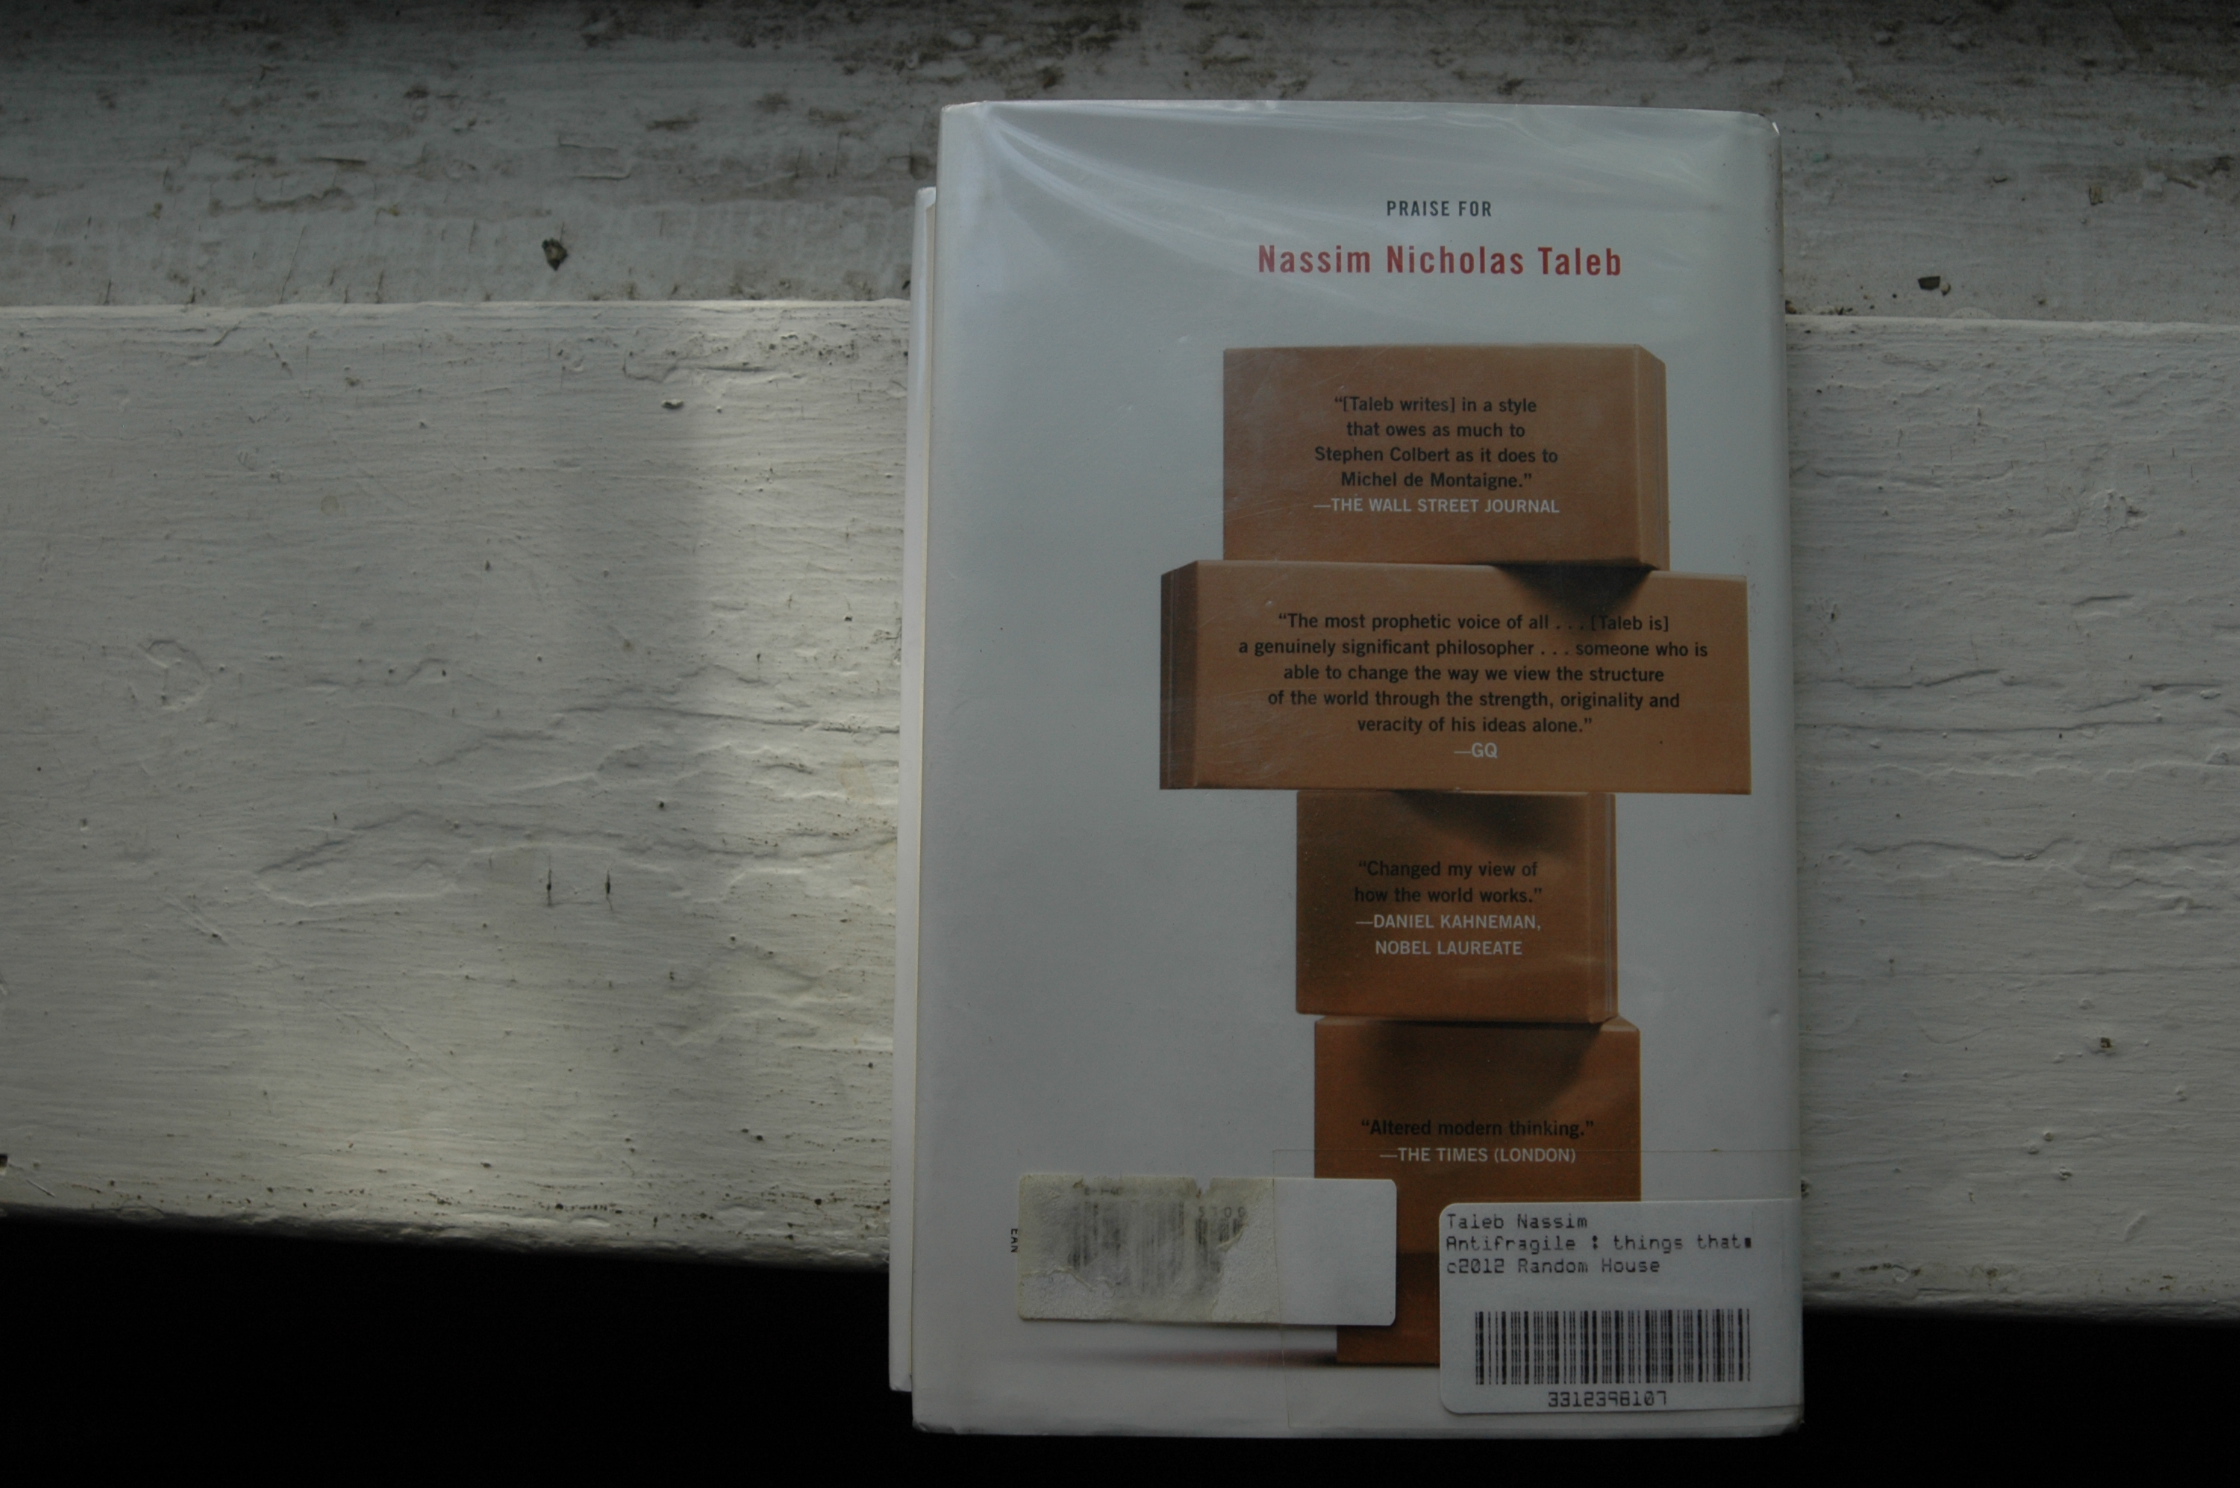 PRAISE FOR
Nassim Nicholas Taleb
“[Taleb writes] in a style
that owes as much to
Stephen Colbert as it does to
Michel de Montaigne.”
—THE WALL STREET JOURNAL
“The most prophetic voice of all . . . [Taleb is]
a genuinely significant philosopher . . . someone who is
able to change the way we view the structure
of the world through the strength, originality and
veracity of his ideas alone.”
—GQ
“Changed my view of
how the world works.”
—DANIEL KAHNEMAN,
NOBEL LAUREATE
“Altered modern thinking.”
—THE TIMES (LONDON)
EAN
Taleb Nassim
Antifragile : things that
c2012 Random House
3312398107